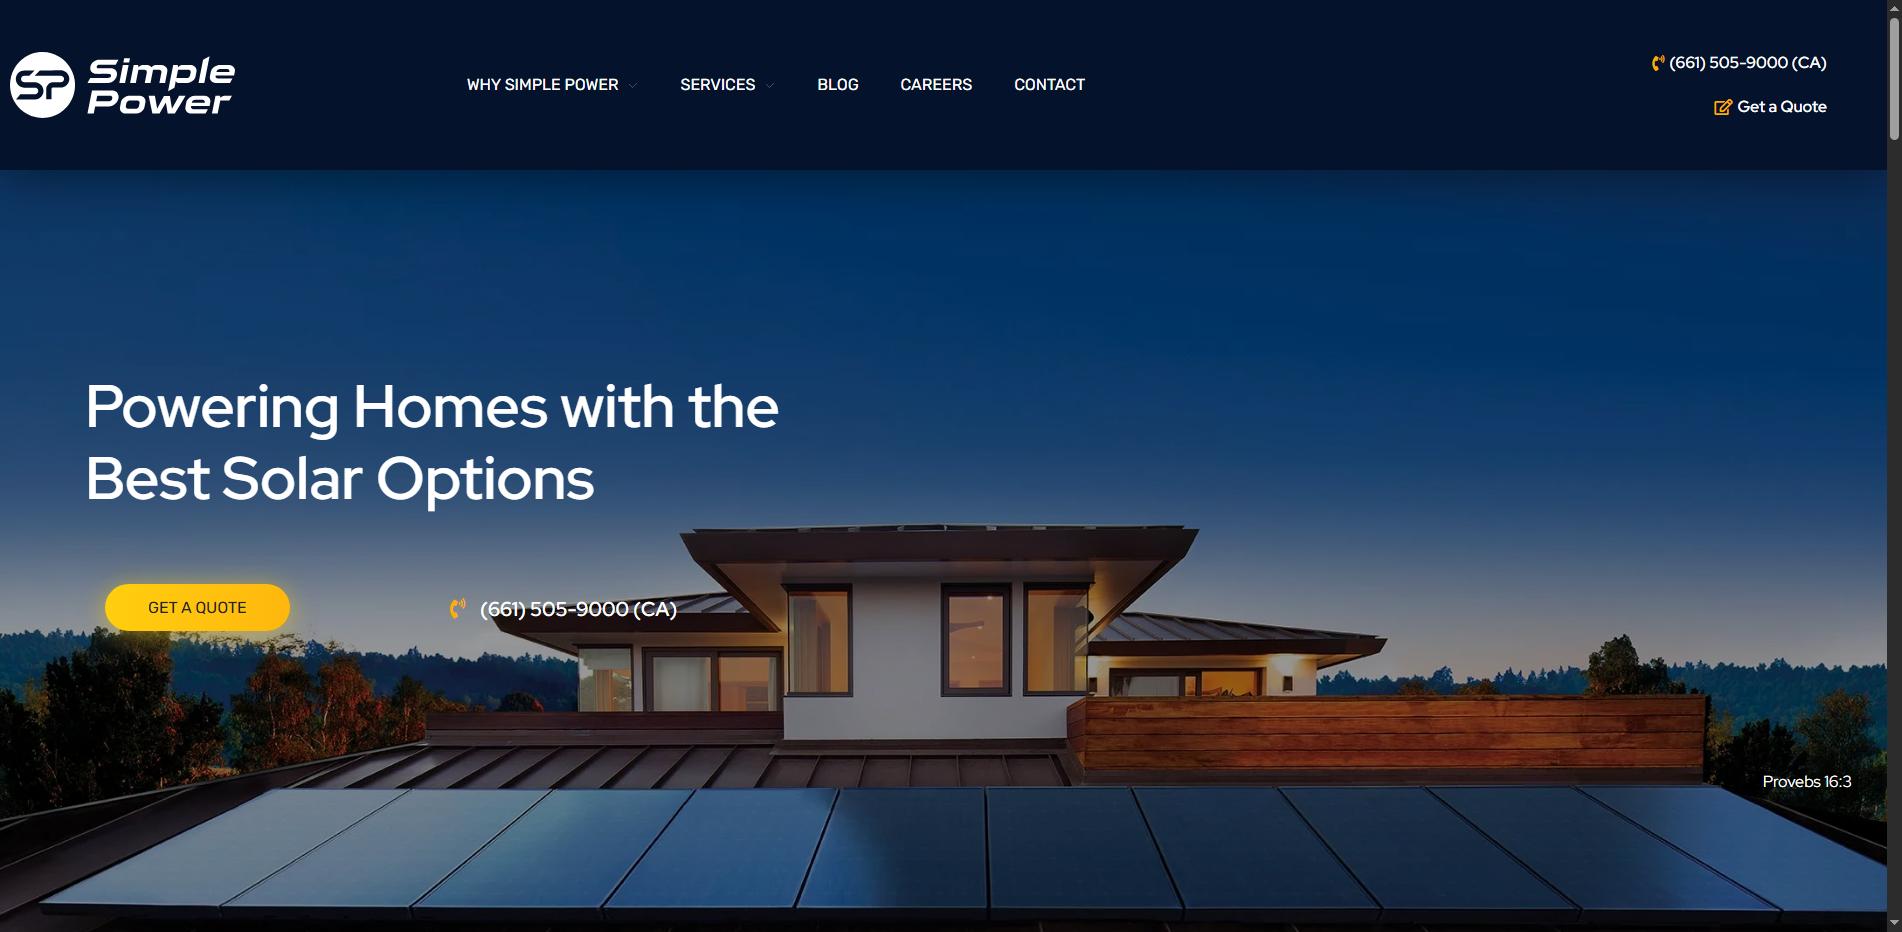 SP Simple
Power
WHY SIMPLE POWER
SERVICES
BLOG
CAREERS
CONTACT
(661) 505-9000 (CA)
Get a Quote
Powering Homes with the
Best Solar Options
GET A QUOTE
(661) 505-9000 (CA)
Provebs 16:3